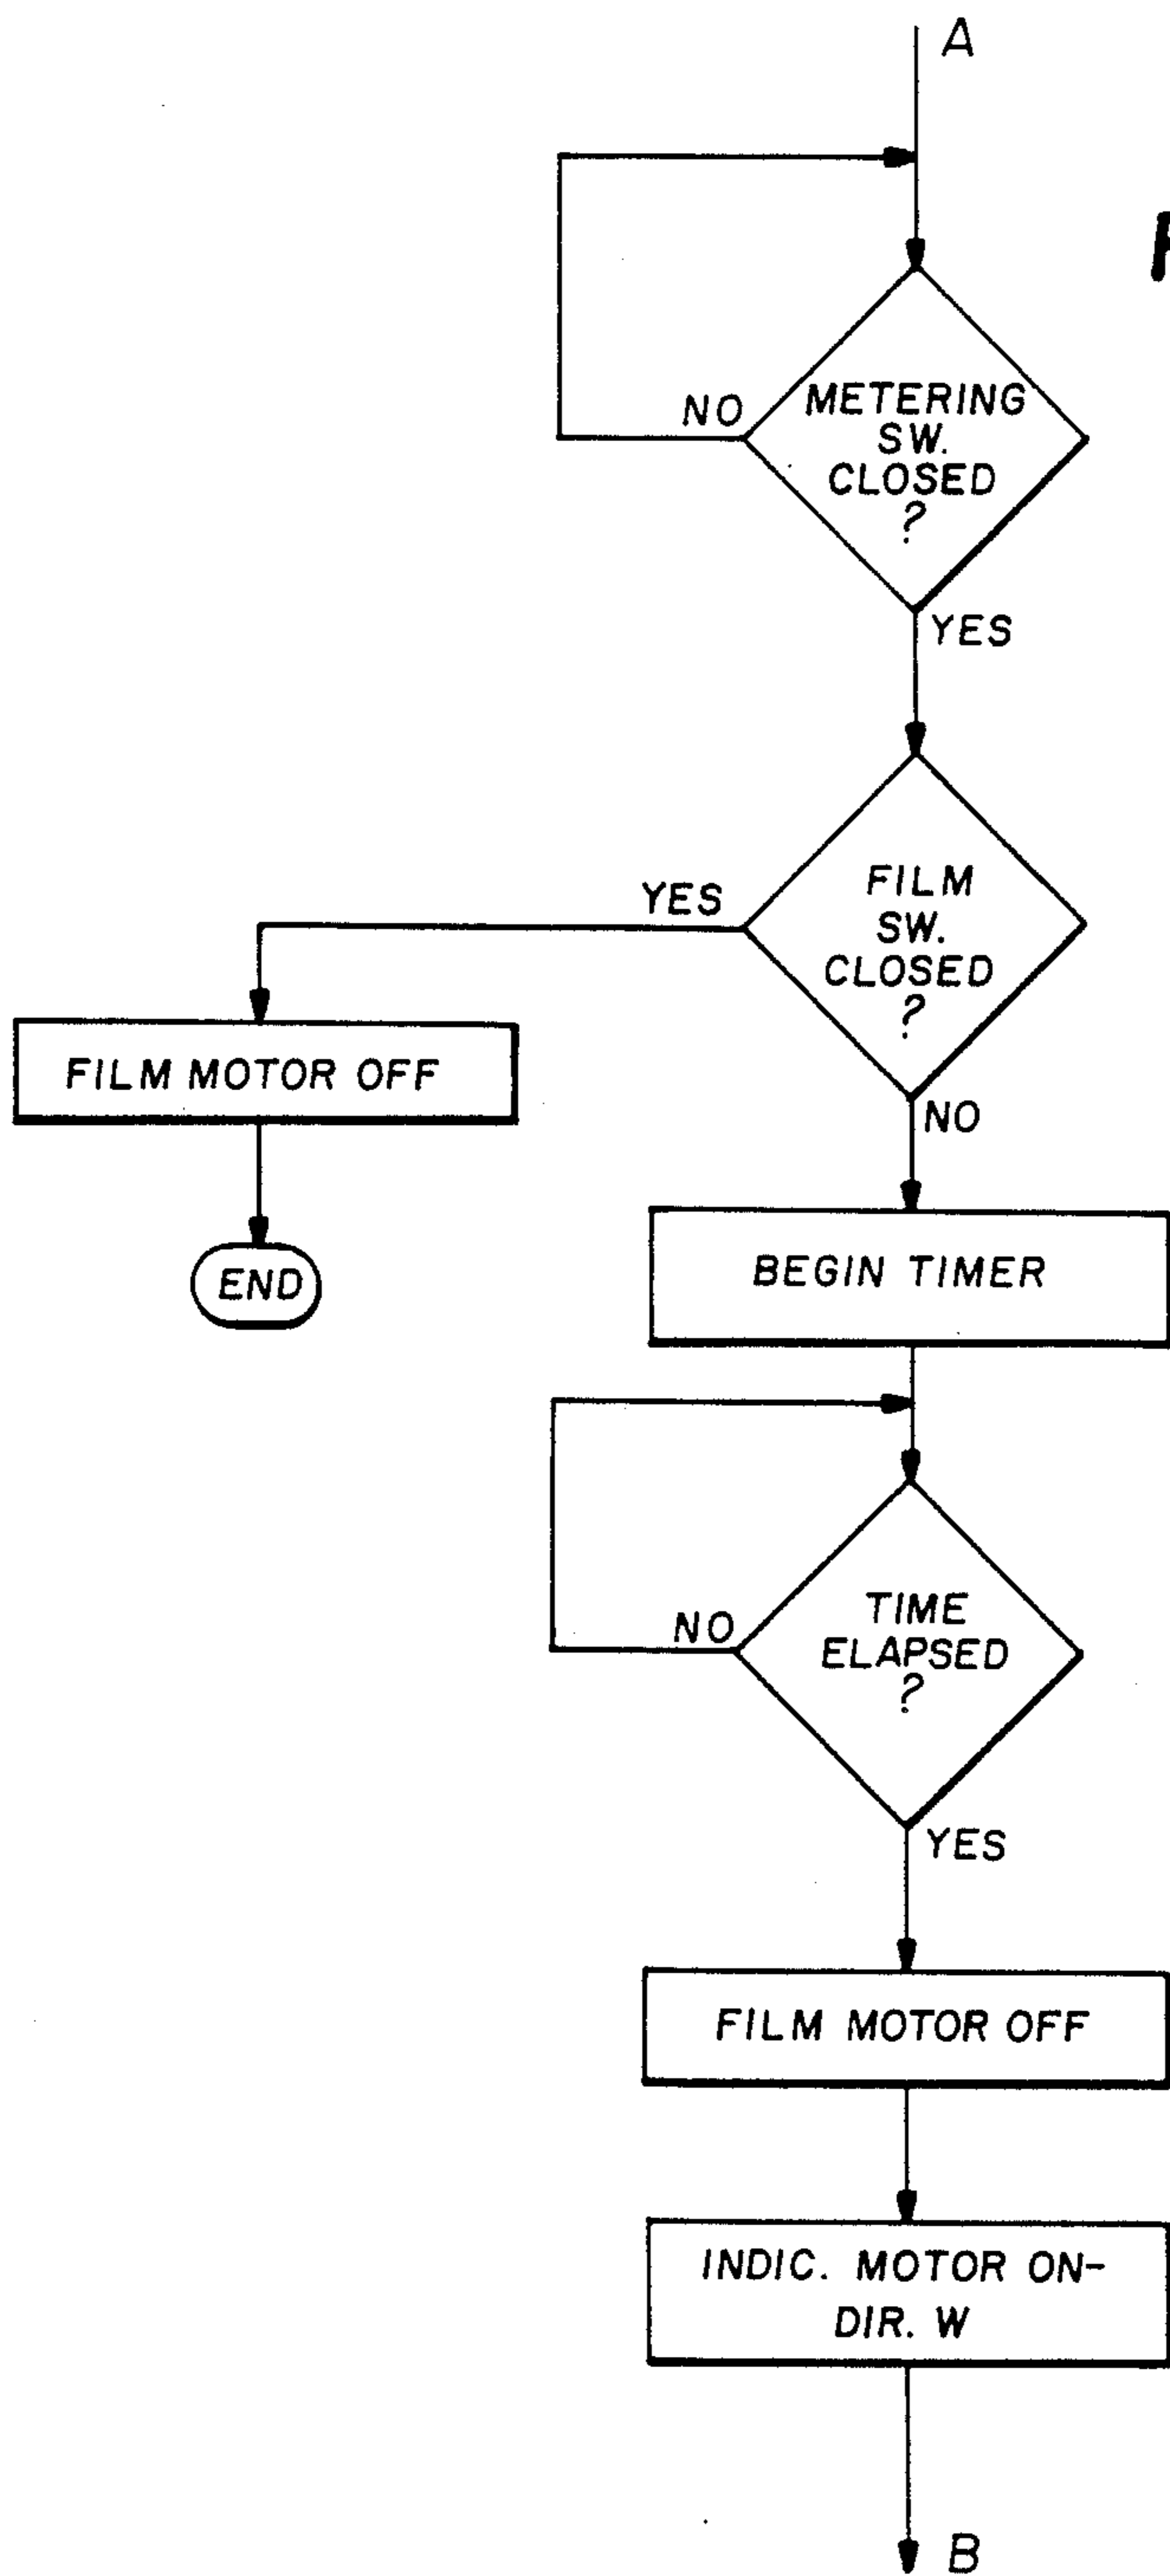 A
NO
METERING
SW.
CLOSED
?
YES
YES
FILM
SW.
CLOSED
?
FILM MOTOR OFF
NO
END
BEGIN TIMER
NO
TIME
ELAPSED
?
YES
FILM MOTOR OFF
INDIC. MOTOR ON-
DIR. W
B